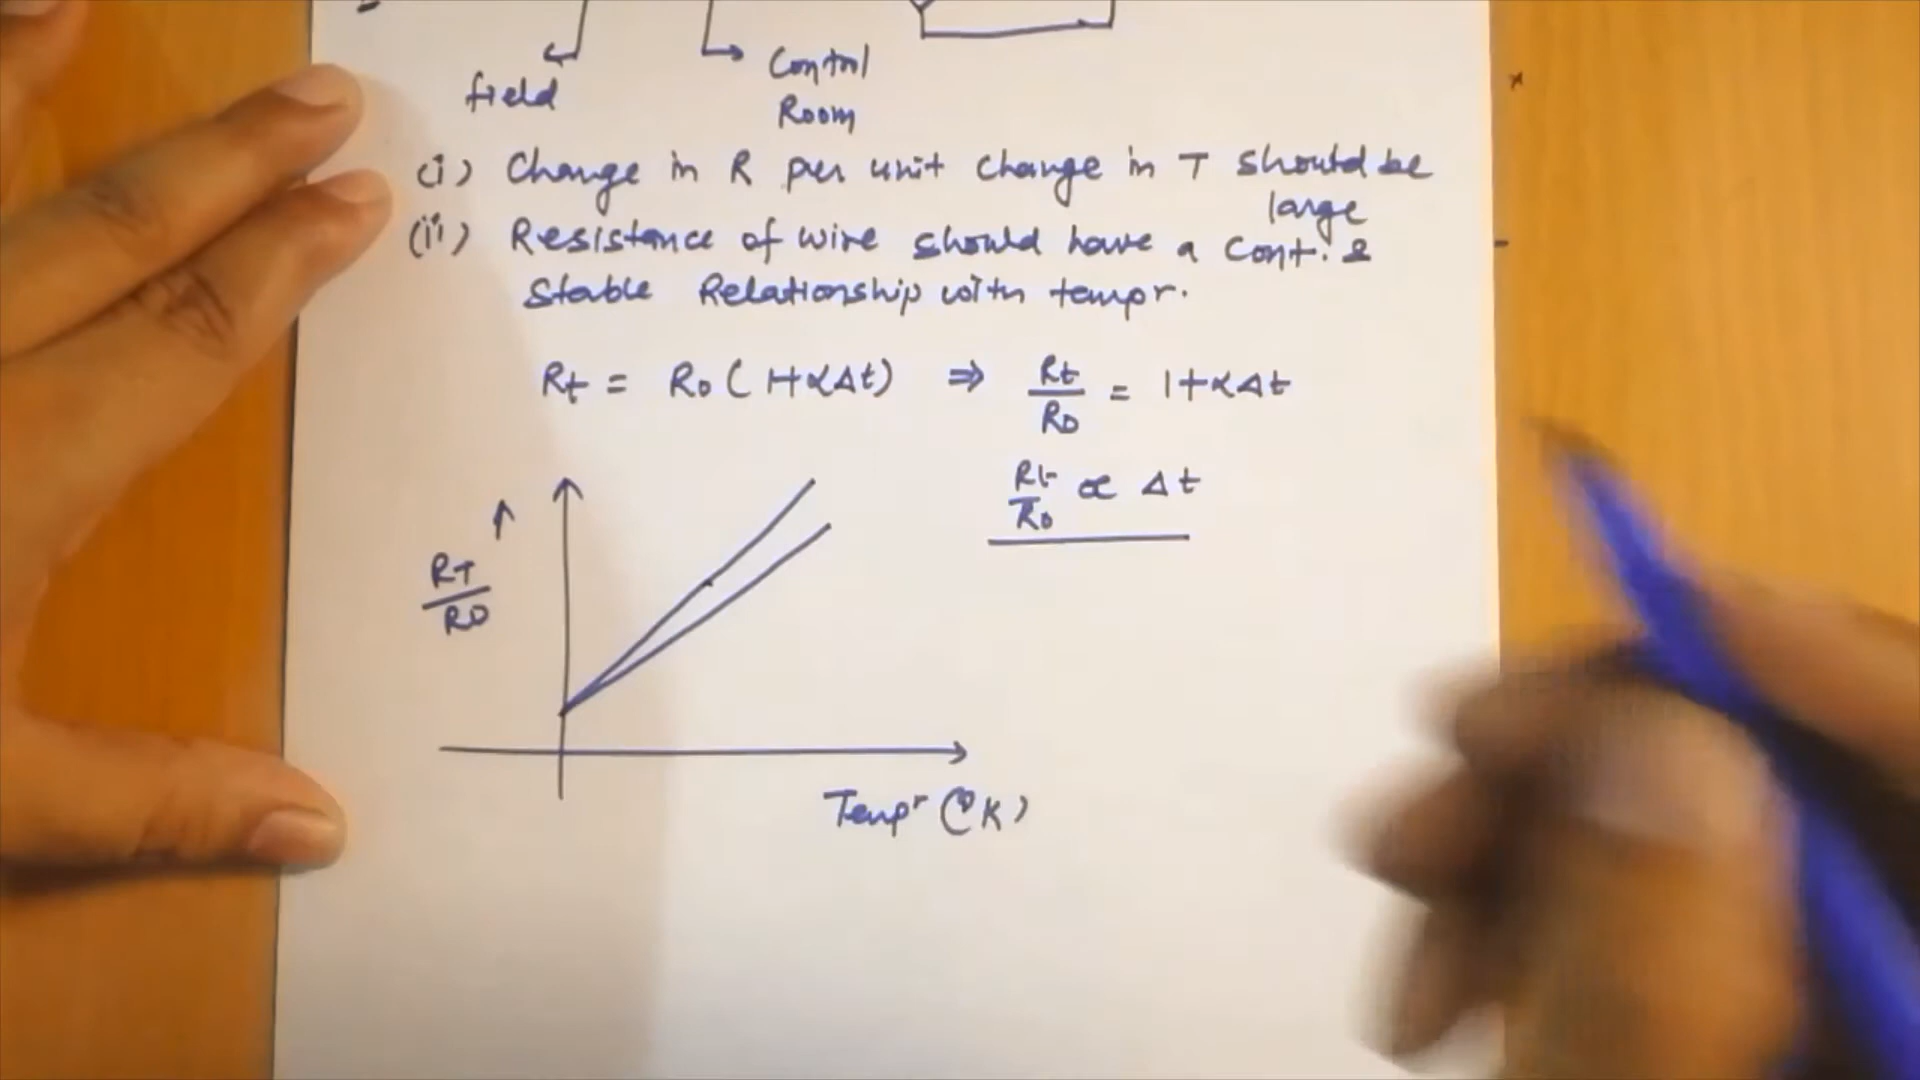 field
Control
Room
(i) Change in R per unit change in T should be
large
(ii) Resistance of wire should have a cont. &
Stable Relationship with tempr.
Rt = R0 ( 1+αΔt) ⇒ Rt/R0 = 1+αΔt
Rt/R0 ∝ Δt
RT/R0 ↑
Tempr (°K)